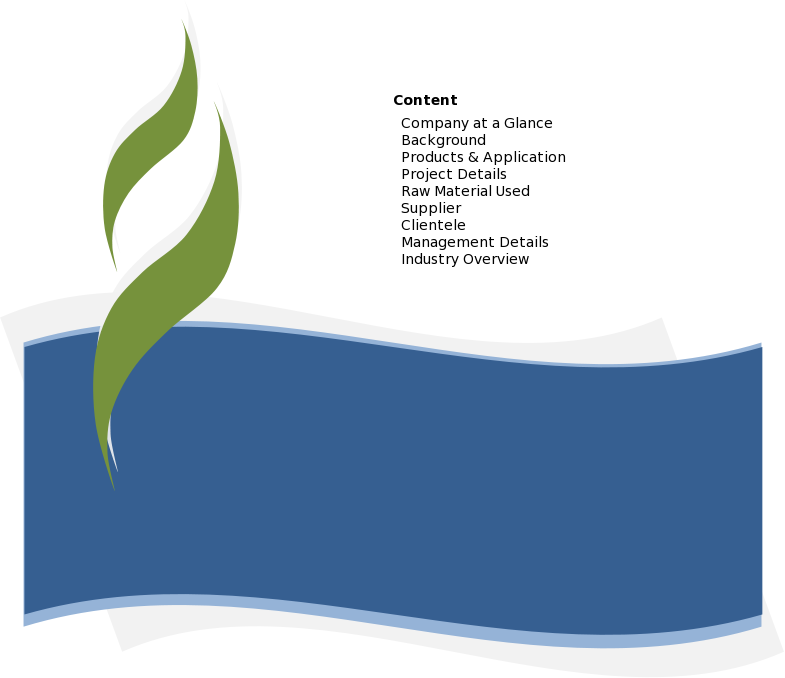 Content
Company at a Glance
Background
Products & Application
Project Details
Raw Material Used
Supplier
Clientele
Management Details
Industry Overview